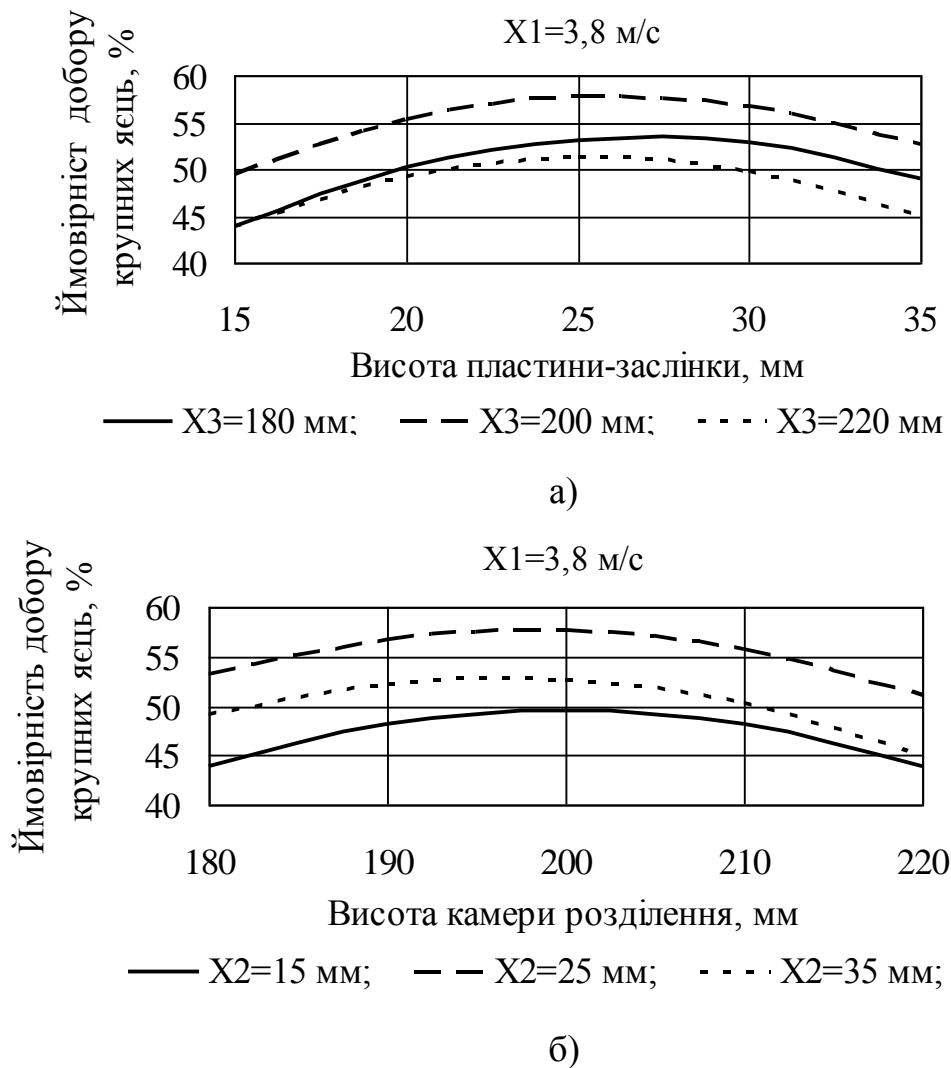 X1=3,8 м/с
Ймовірніст добору
крупних яєць, %
60
55
50
45
40
15 20 25 30 35
Висота пластини-заслінки, мм
X3=180 мм; X3=200 мм; X3=220 мм
а)
X1=3,8 м/с
Ймовірність добору
крупних яєць, %
60
55
50
45
40
180 190 200 210 220
Висота камери розділення, мм
X2=15 мм; X2=25 мм; X2=35 мм;
б)